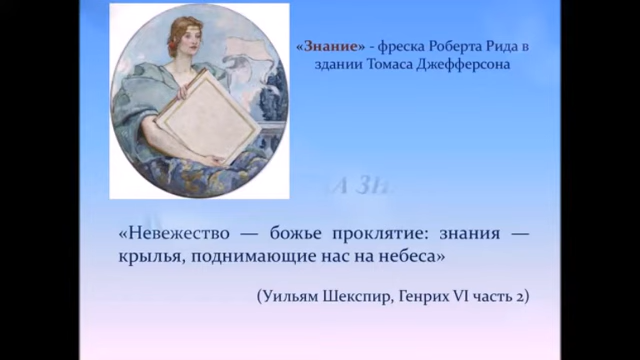 «Знание» - фреска Роберта Рида в
здании Томаса Джефферсона
«Невежество — божье проклятие: знания —
крылья, поднимающие нас на небеса»
(Уильям Шекспир, Генрих VI часть 2)